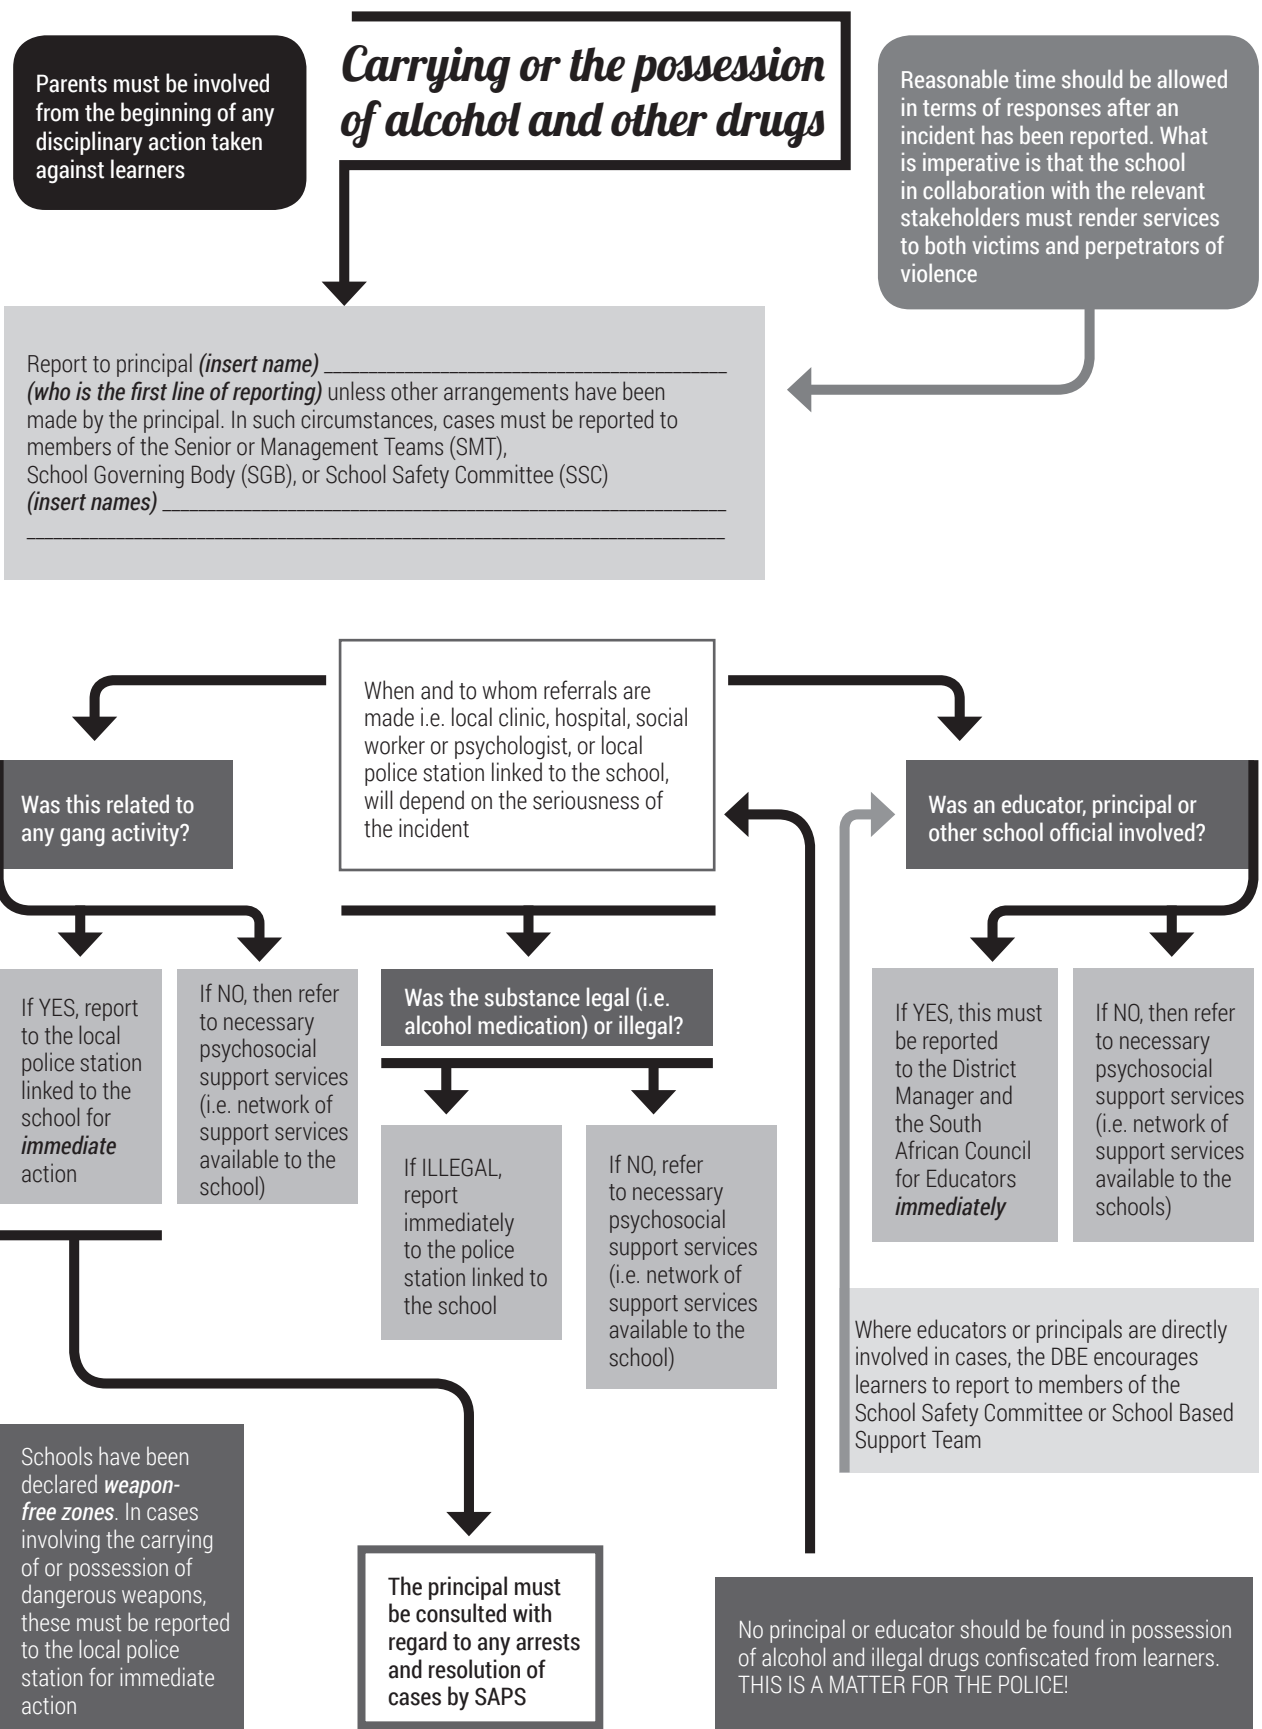 Carrying or the possession
of alcohol and other drugs
Parents must be involved
from the beginning of any
disciplinary action taken
against learners
Reasonable time should be allowed
in terms of responses after an
incident has been reported. What
is imperative is that the school
in collaboration with the relevant
stakeholders must render services
to both victims and perpetrators of
violence
Report to principal (insert name) ____________________________________________
(who is the first line of reporting) unless other arrangements have been
made by the principal. In such circumstances, cases must be reported to
members of the Senior or Management Teams (SMT),
School Governing Body (SGB), or School Safety Committee (SSC)
(insert names) ______________________________________________________________
_____________________________________________________________________________
When and to whom referrals are
made i.e. local clinic, hospital, social
worker or psychologist, or local
police station linked to the school,
will depend on the seriousness of
the incident
Was this related to
any gang activity?
If YES, report
to the local
police station
linked to the
school for
immediate
action
If NO, then refer
to necessary
psychosocial
support services
(i.e. network of
support services
available to the
school)
Was the substance legal (i.e.
alcohol medication) or illegal?
If ILLEGAL,
report
immediately
to the police
station linked to
the school
If NO, refer
to necessary
psychosocial
support services
(i.e. network of
support services
available to the
school)
Was an educator, principal or
other school official involved?
If YES, this must
be reported
to the District
Manager and
the South
African Council
for Educators
immediately
If NO, then refer
to necessary
psychosocial
support services
(i.e. network of
support services
available to the
schools)
Where educators or principals are directly
involved in cases, the DBE encourages
learners to report to members of the
School Safety Committee or School Based
Support Team
Schools have been
declared weapon-
free zones. In cases
involving the carrying
of or possession of
dangerous weapons,
these must be reported
to the local police
station for immediate
action
The principal must
be consulted with
regard to any arrests
and resolution of
cases by SAPS
No principal or educator should be found in possession
of alcohol and illegal drugs confiscated from learners.
THIS IS A MATTER FOR THE POLICE!